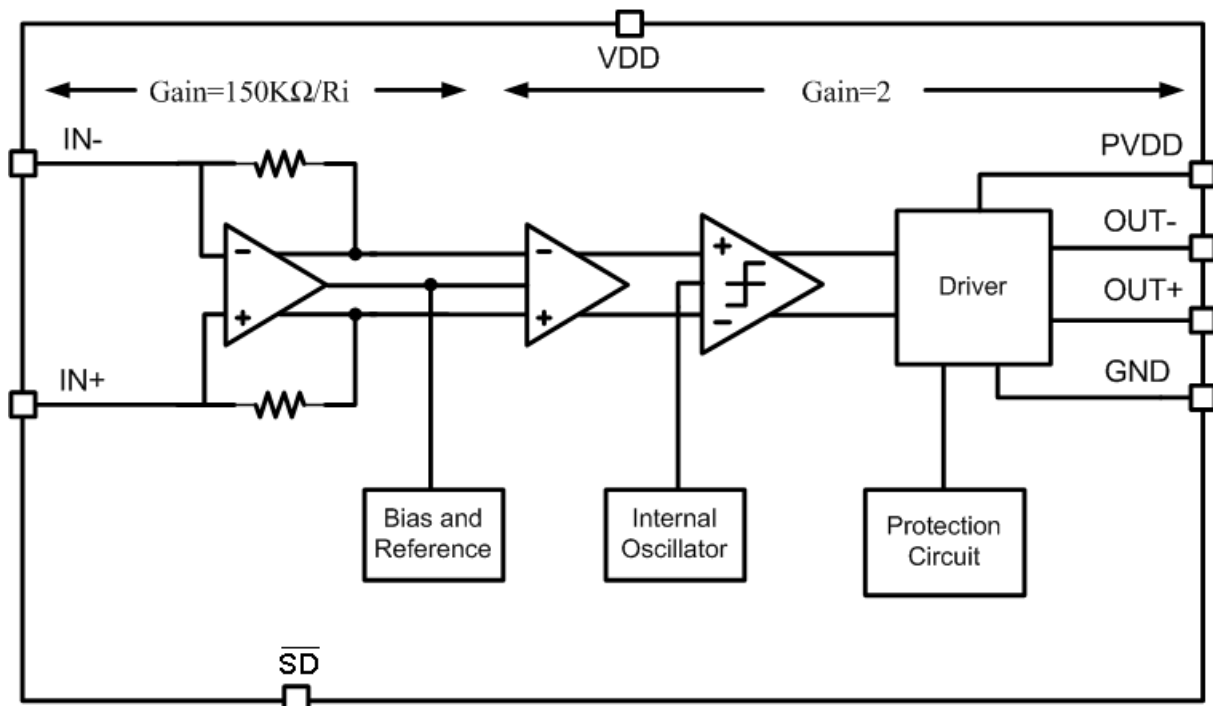 VDD
Gain=150KΩ/Ri
Gain=2
IN-
PVDD
OUT-
-
-
+
Driver
OUT+
+
+
-
IN+
GND
Bias and
Reference
Internal
Oscillator
Protection
Circuit
S̅D̅